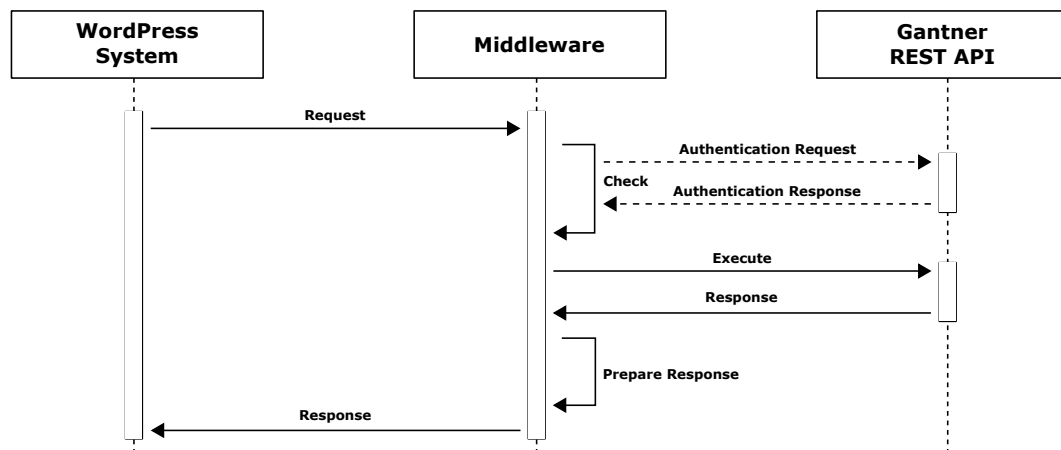 WordPress
System
Middleware
Gantner
REST API
Request
Authentication Request
Check
Authentication Response
Execute
Response
Prepare Response
Response